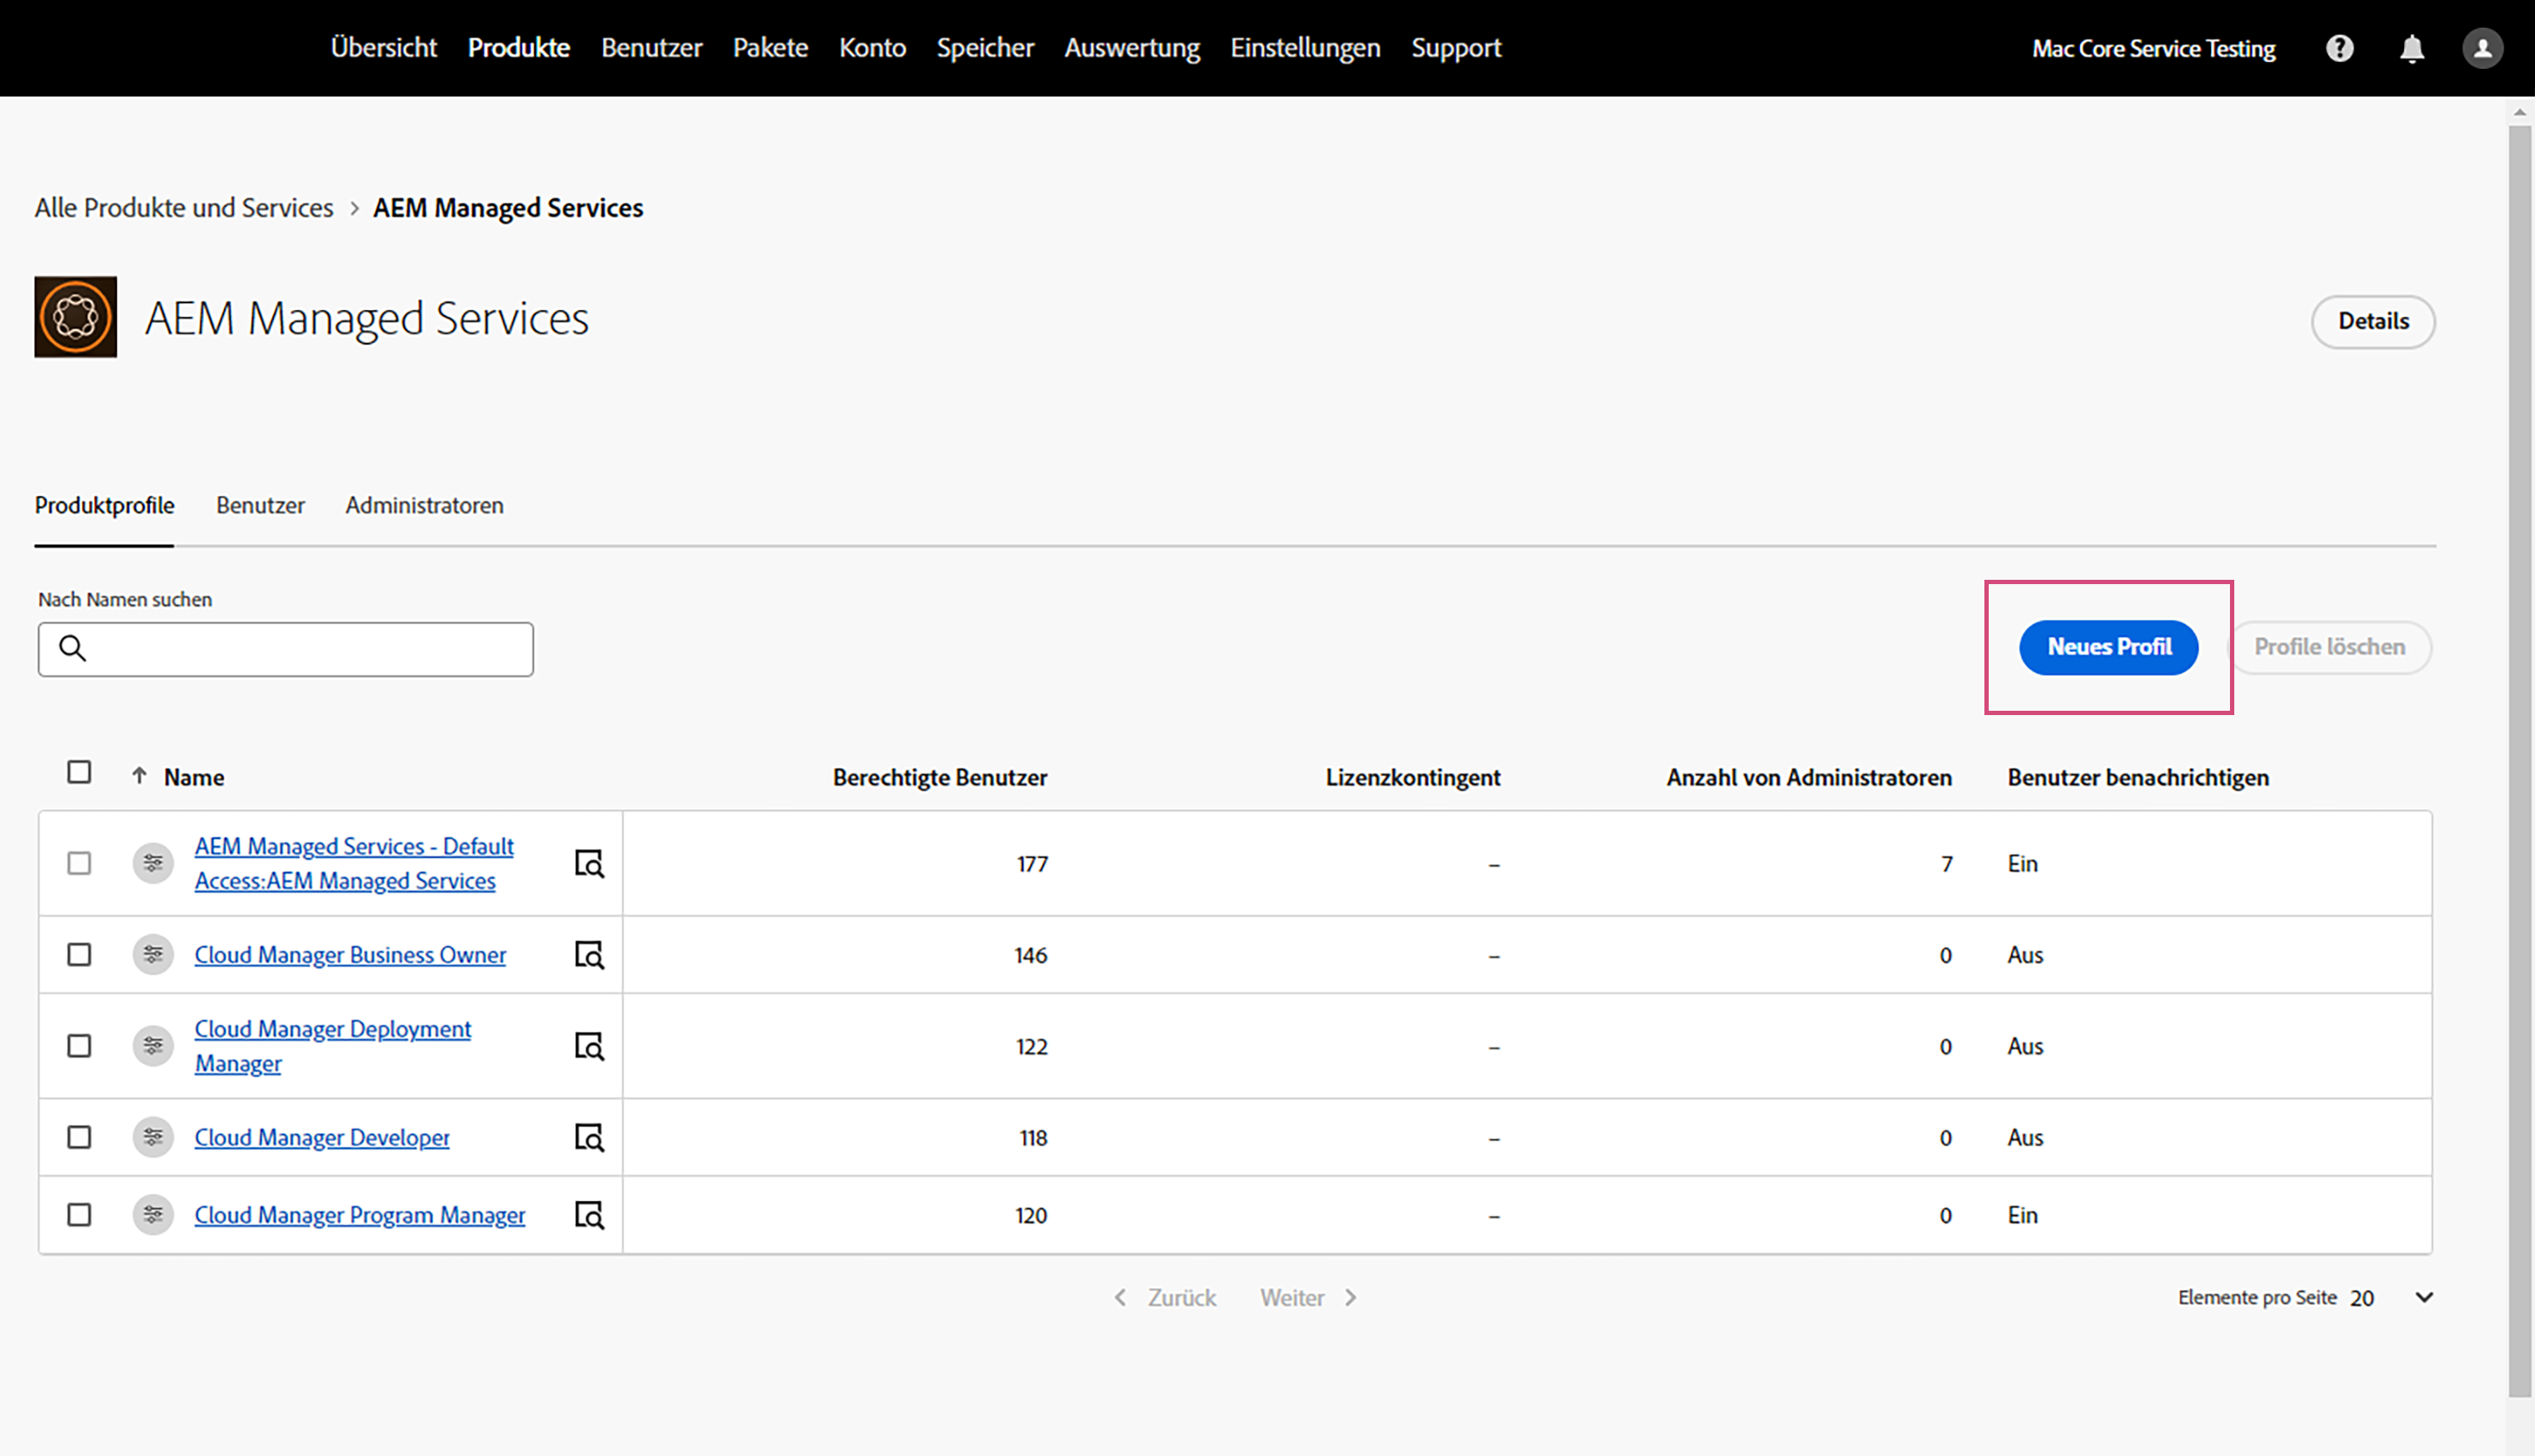 Übersicht Produkte Benutzer Pakete Konto Speicher Auswertung Einstellungen Support Mac Core Service Testing
Alle Produkte und Services > AEM Managed Services
AEM Managed Services
Details
Produktprofile Benutzer Administratoren
Nach Namen suchen
Neues Profil Profile löschen
Name Berechtigte Benutzer Lizenzkontingent Anzahl von Administratoren Benutzer benachrichtigen
AEM Managed Services - Default
Access:AEM Managed Services 177 – 7 Ein
Cloud Manager Business Owner 146 – 0 Aus
Cloud Manager Deployment
Manager 122 – 0 Aus
Cloud Manager Developer 118 – 0 Aus
Cloud Manager Program Manager 120 – 0 Ein
Zurück Weiter Elemente pro Seite 20